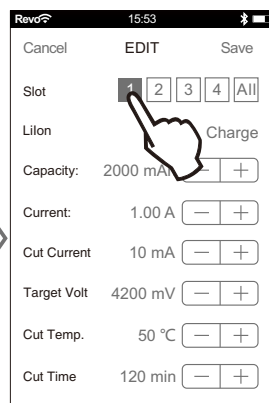 Revo 15:53
Cancel EDIT Save
Slot 1 2 3 4 All
LiIon Charge
Capacity: 2000 mAh − +
Current: 1.00 A − +
Cut Current 10 mA − +
Target Volt 4200 mV − +
Cut Temp. 50 °C − +
Cut Time 120 min − +